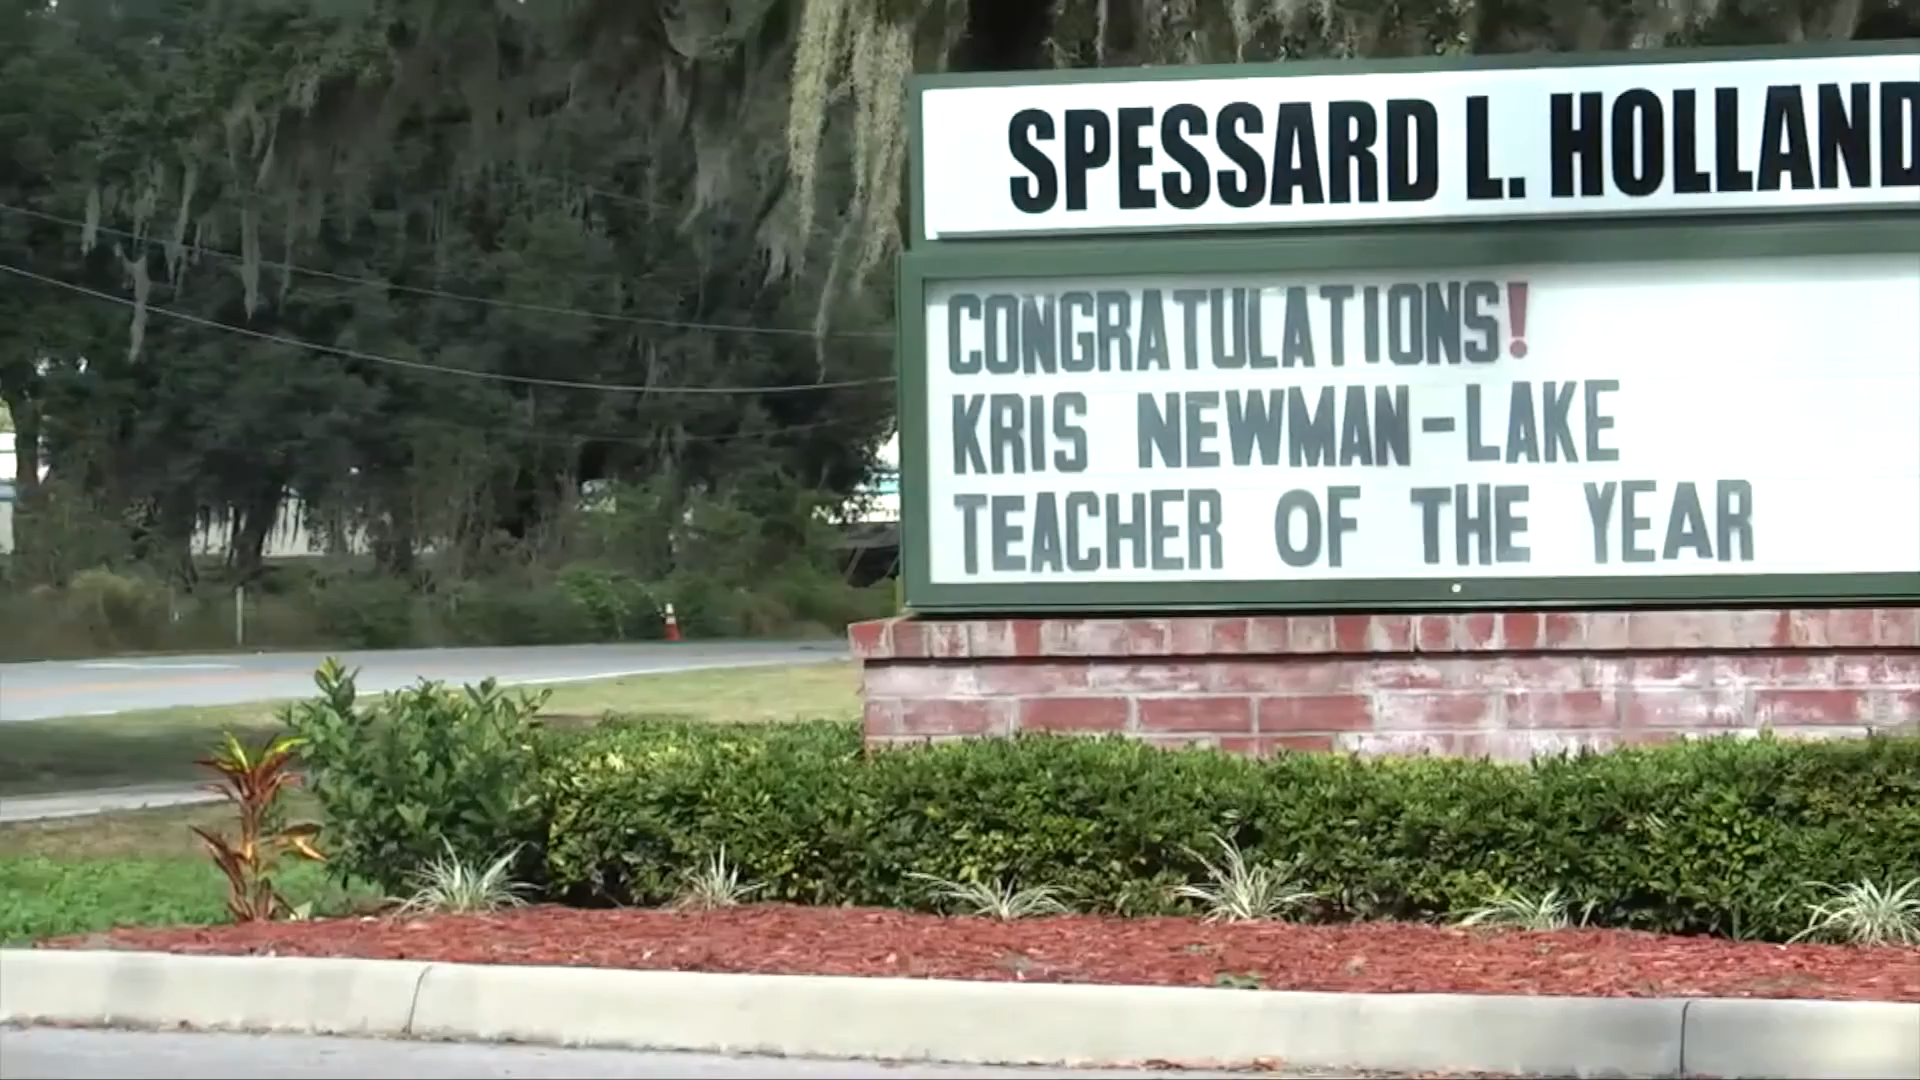 SPESSARD L. HOLLAND
CONGRATULATIONS!
KRIS NEWMAN-LAKE
TEACHER OF THE YEAR